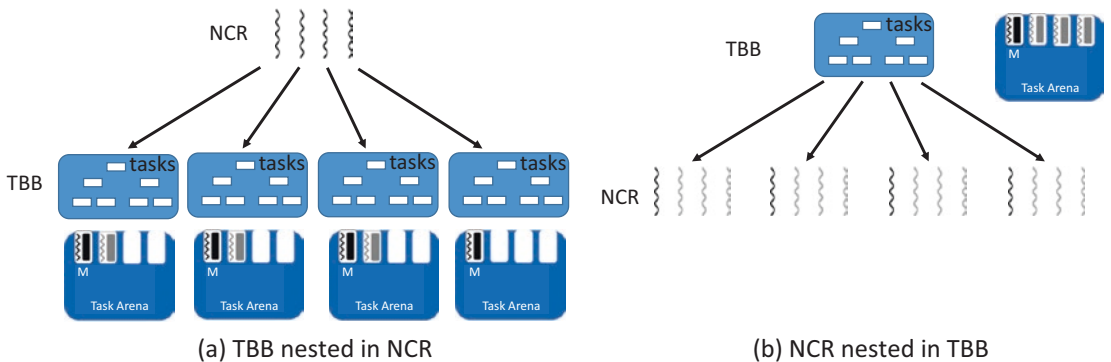 NCR
TBB
tasks
M
Task Arena
tasks
tasks
tasks
tasks
TBB
NCR
M
M
M
M
Task Arena
Task Arena
Task Arena
Task Arena
(a) TBB nested in NCR
(b) NCR nested in TBB